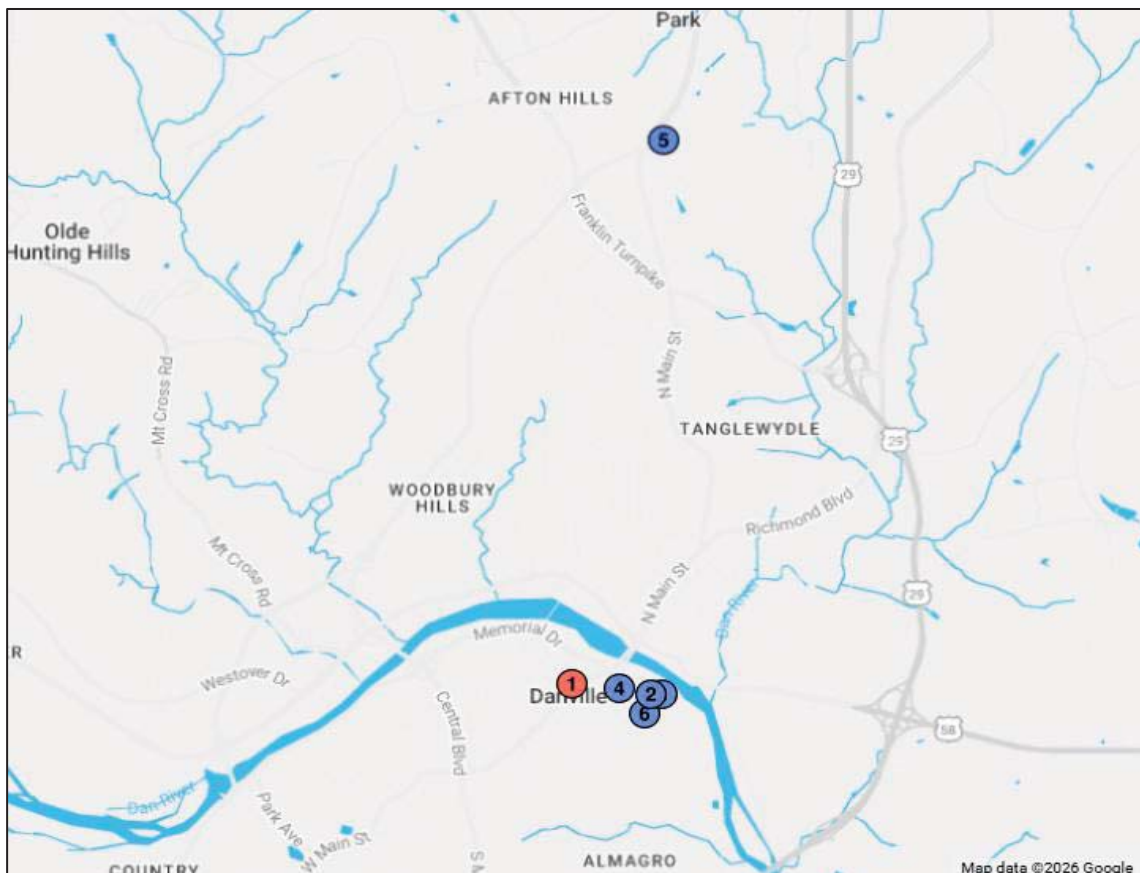 Park
AFTON HILLS
5
29
Olde
Hunting Hills
Franklin Turnpike
N Main St
Mt Cross Rd
TANGLEWYDLE
29
WOODBURY
HILLS
Richmond Blvd
Mt Cross Rd
N Main St
29
Dan River
Memorial Dr
R
Westover Dr
1
4
2
Danville
6
Central Blvd
58
Dan River
Park Ave
W Main St
S M
COUNTRY
ALMAGRO
Map data ©2026 Google